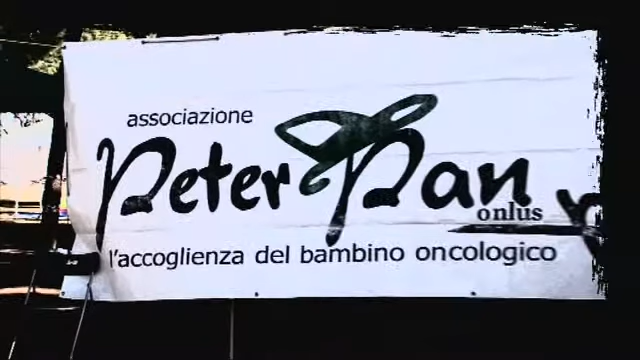 associazione
Peter Pan
onlus
l'accoglienza del bambino oncologico